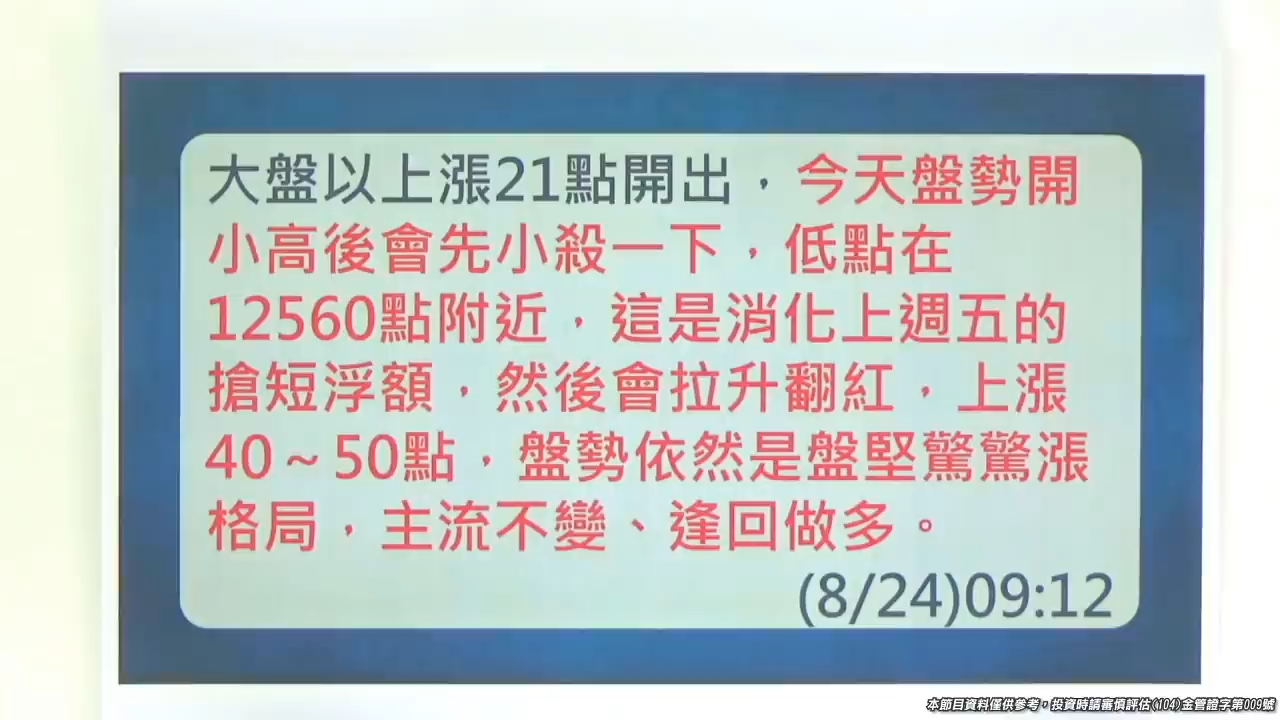 大盤以上漲21點開出，今天盤勢開
小高後會先小殺一下，低點在
12560點附近，這是消化上週五的
搶短浮額，然後會拉升翻紅，上漲
40～50點，盤勢依然是盤堅驚驚漲
格局，主流不變、逢回做多。
(8/24)09:12
本節目資料僅供參考，投資時請審慎評估(104)金管證字第009號